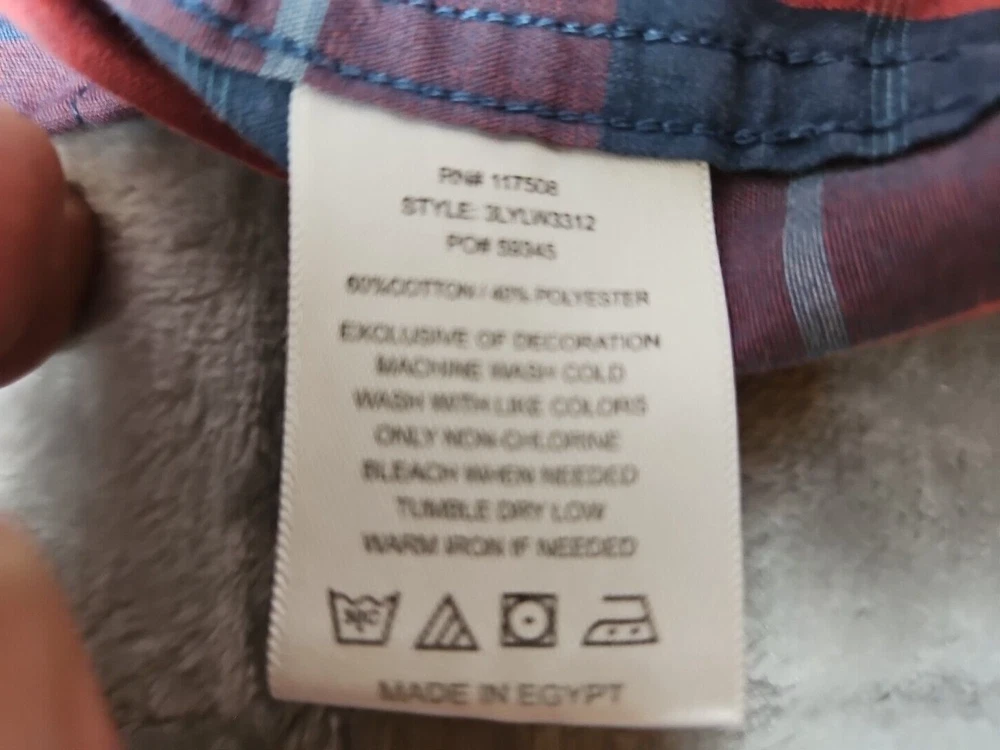 RN# 117508
STYLE: 3LYLW3312
PO# 59345
60%COTTON / 40% POLYESTER
EXCLUSIVE OF DECORATION
MACHINE WASH COLD
WASH WITH LIKE COLORS
ONLY NON-CHLORINE
BLEACH WHEN NEEDED
TUMBLE DRY LOW
WARM IRON IF NEEDED
MADE IN EGYPT